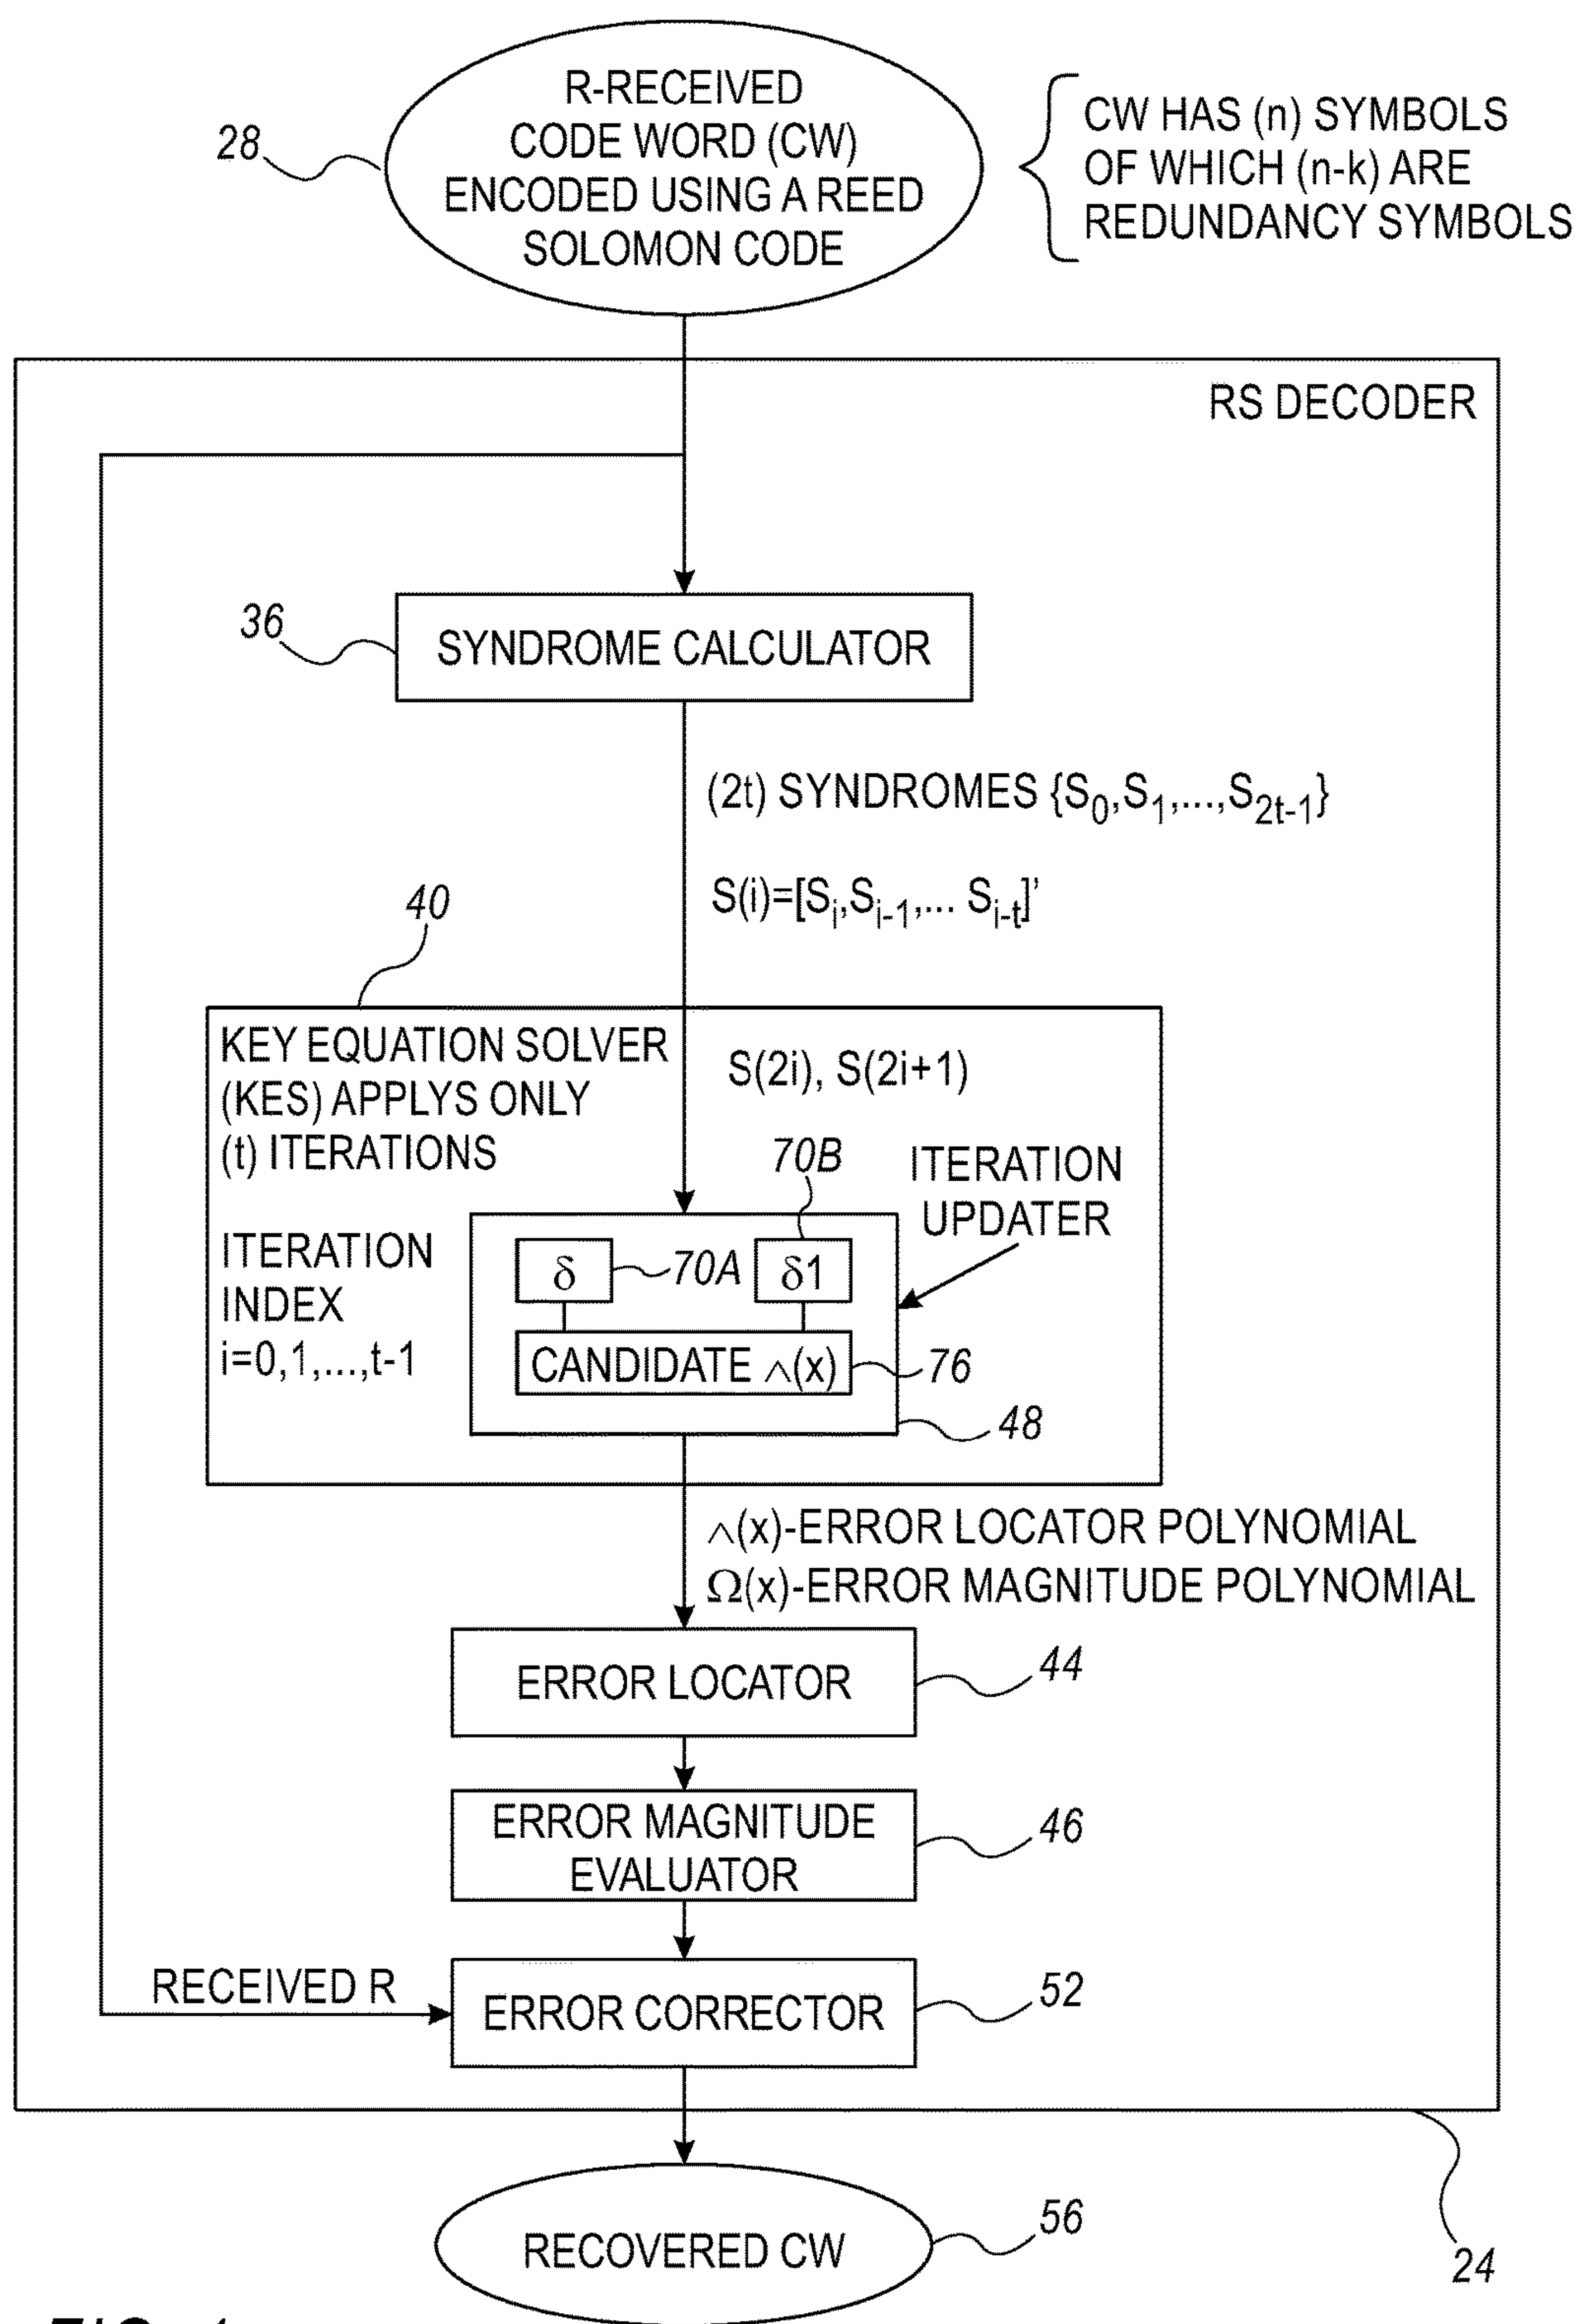 R-RECEIVED
CODE WORD (CW)
ENCODED USING A REED
SOLOMON CODE
28
CW HAS (n) SYMBOLS
OF WHICH (n-k) ARE
REDUNDANCY SYMBOLS
RS DECODER
36
SYNDROME CALCULATOR
(2t) SYNDROMES {S0,S1,...,S2t-1}
S(i)=[Si,Si-1,... Si-t]'
40
KEY EQUATION SOLVER
(KES) APPLYS ONLY
(t) ITERATIONS
S(2i), S(2i+1)
ITERATION
INDEX
i=0,1,...,t-1
70B
ITERATION
UPDATER
δ
70A
δ1
CANDIDATE ∧(x)
76
48
∧(x)-ERROR LOCATOR POLYNOMIAL
Ω(x)-ERROR MAGNITUDE POLYNOMIAL
ERROR LOCATOR
44
ERROR MAGNITUDE
EVALUATOR
46
RECEIVED R
ERROR CORRECTOR
52
RECOVERED CW
56
24